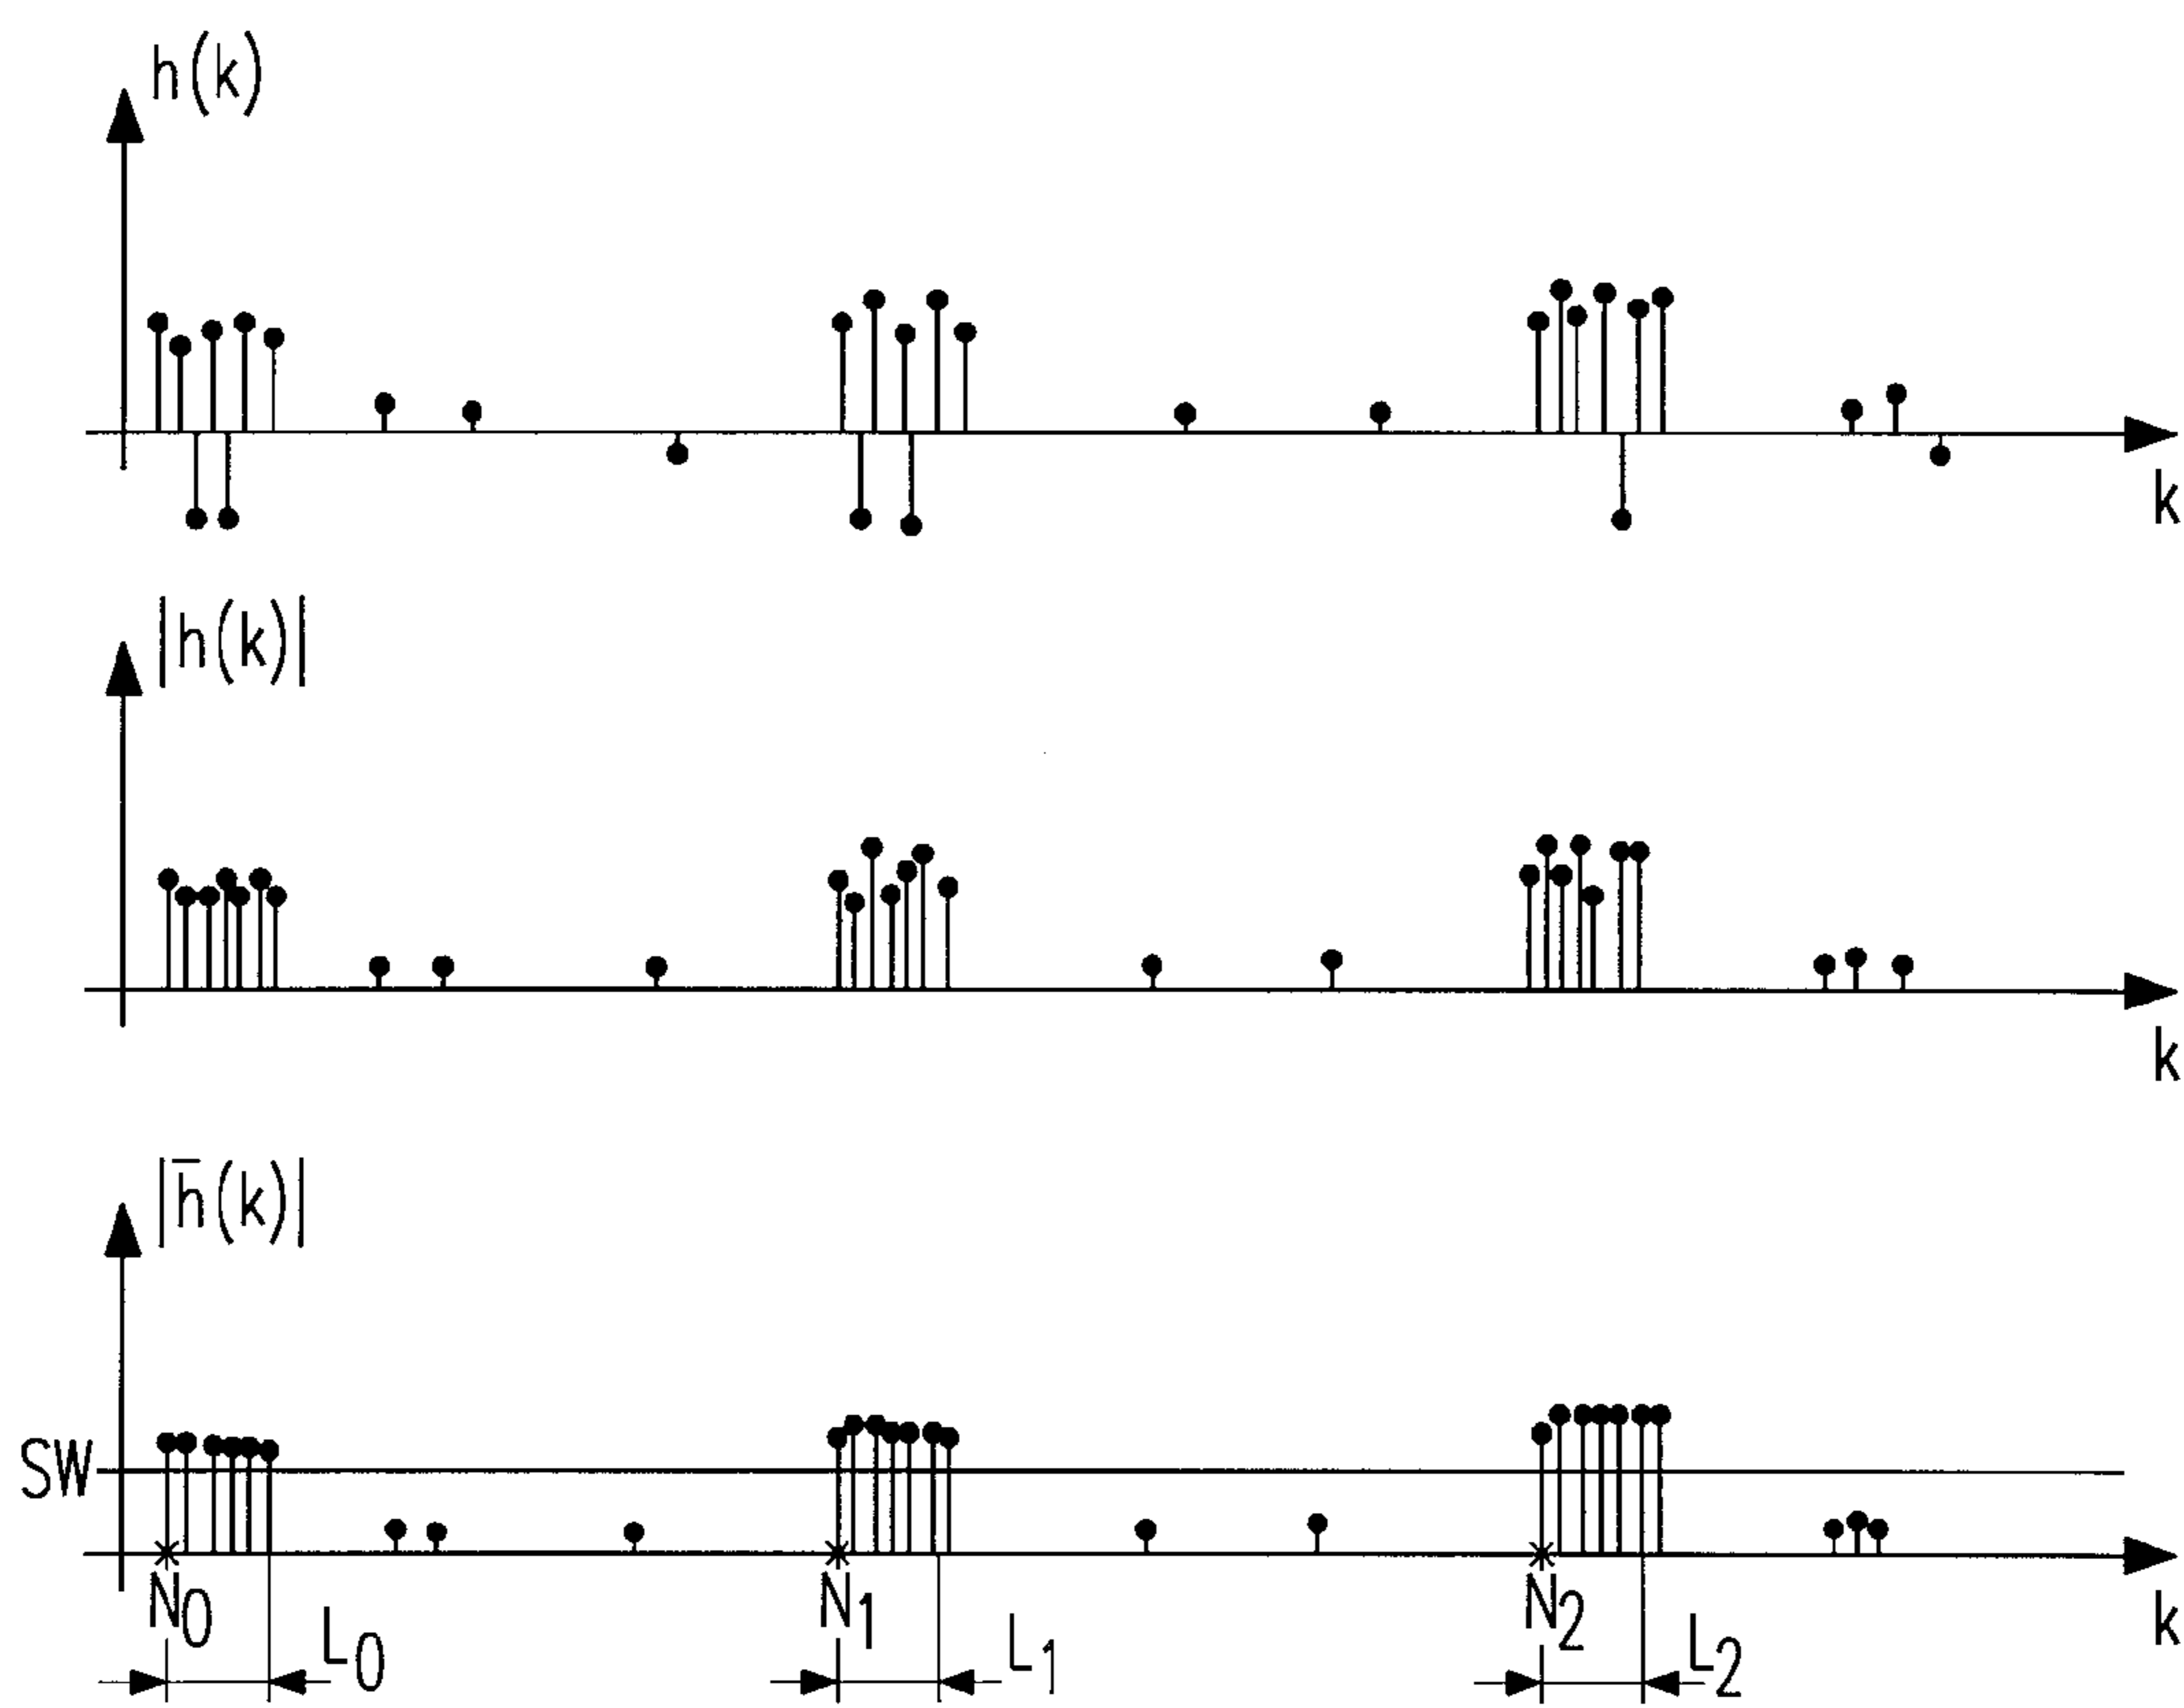 h(k)
k
|h(k)|
k
|h̅(k)|
SW
N₀
N₁
N₂
k
L₀
L₁
L₂